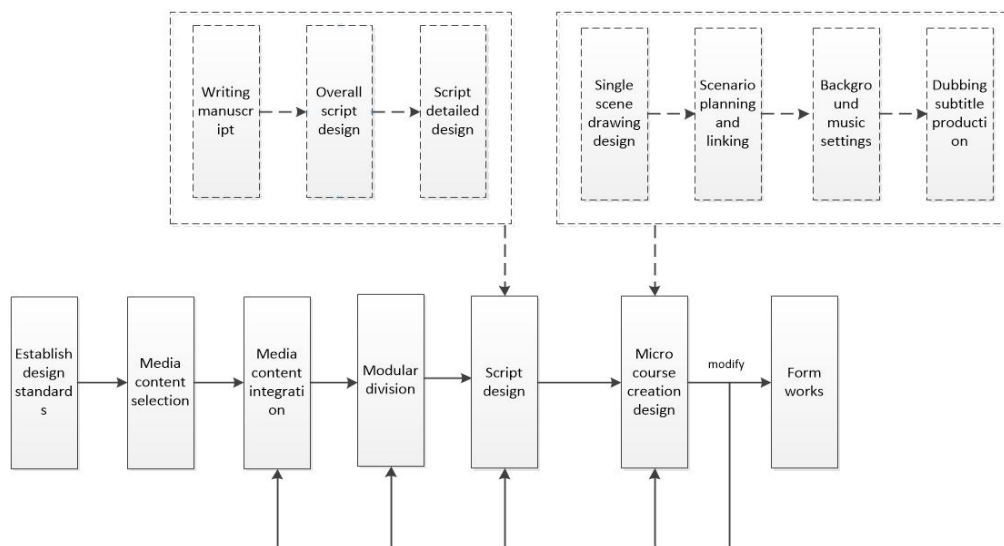 Writing
manuscr
ipt
Overall
script
design
Script
detailed
design
Single
scene
drawing
design
Scenario
planning
and
linking
Backgro
und
music
settings
Dubbing
subtitle
producti
on
Establish
design
standard
s
Media
content
selection
Media
content
integrati
on
Modular
division
Script
design
Micro
course
creation
design
modify
Form
works